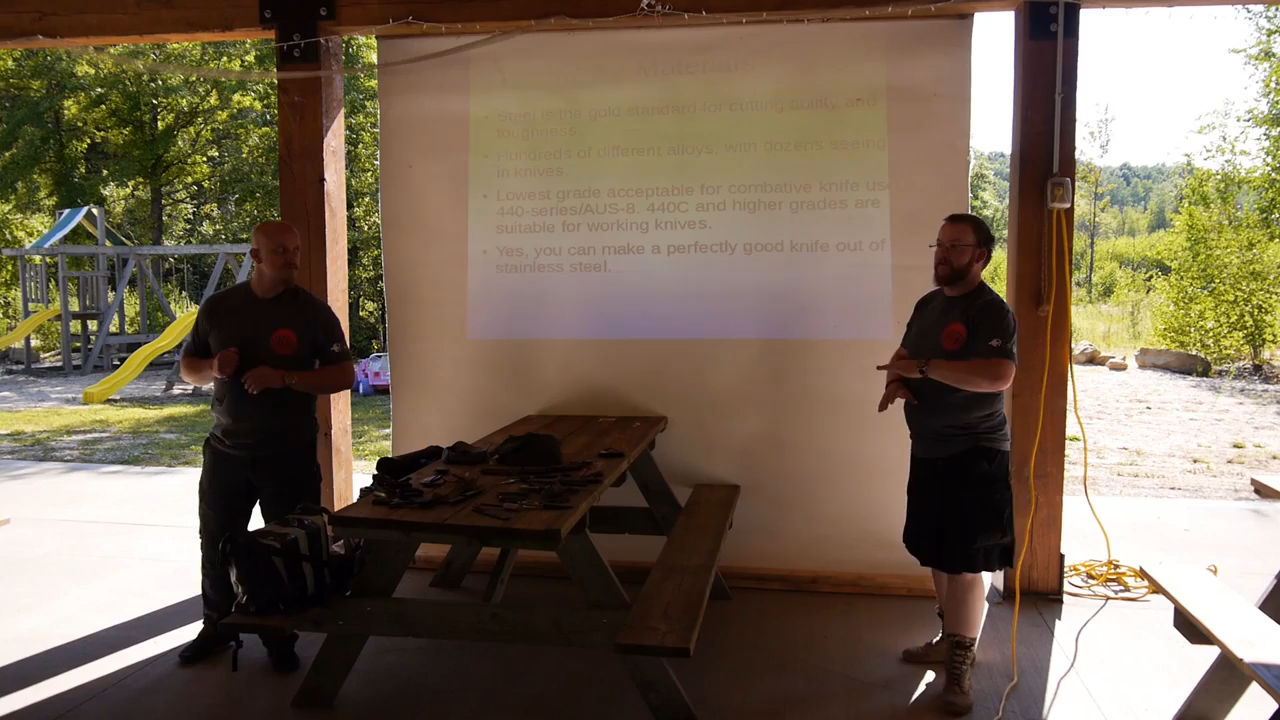 Materials
• Steel is the gold standard for cutting ability and
toughness.
• Hundreds of different alloys, with dozens seeing
in knives.
• Lowest grade acceptable for combative knife use
440-series/AUS-8. 440C and higher grades are
suitable for working knives.
• Yes, you can make a perfectly good knife out of
stainless steel.